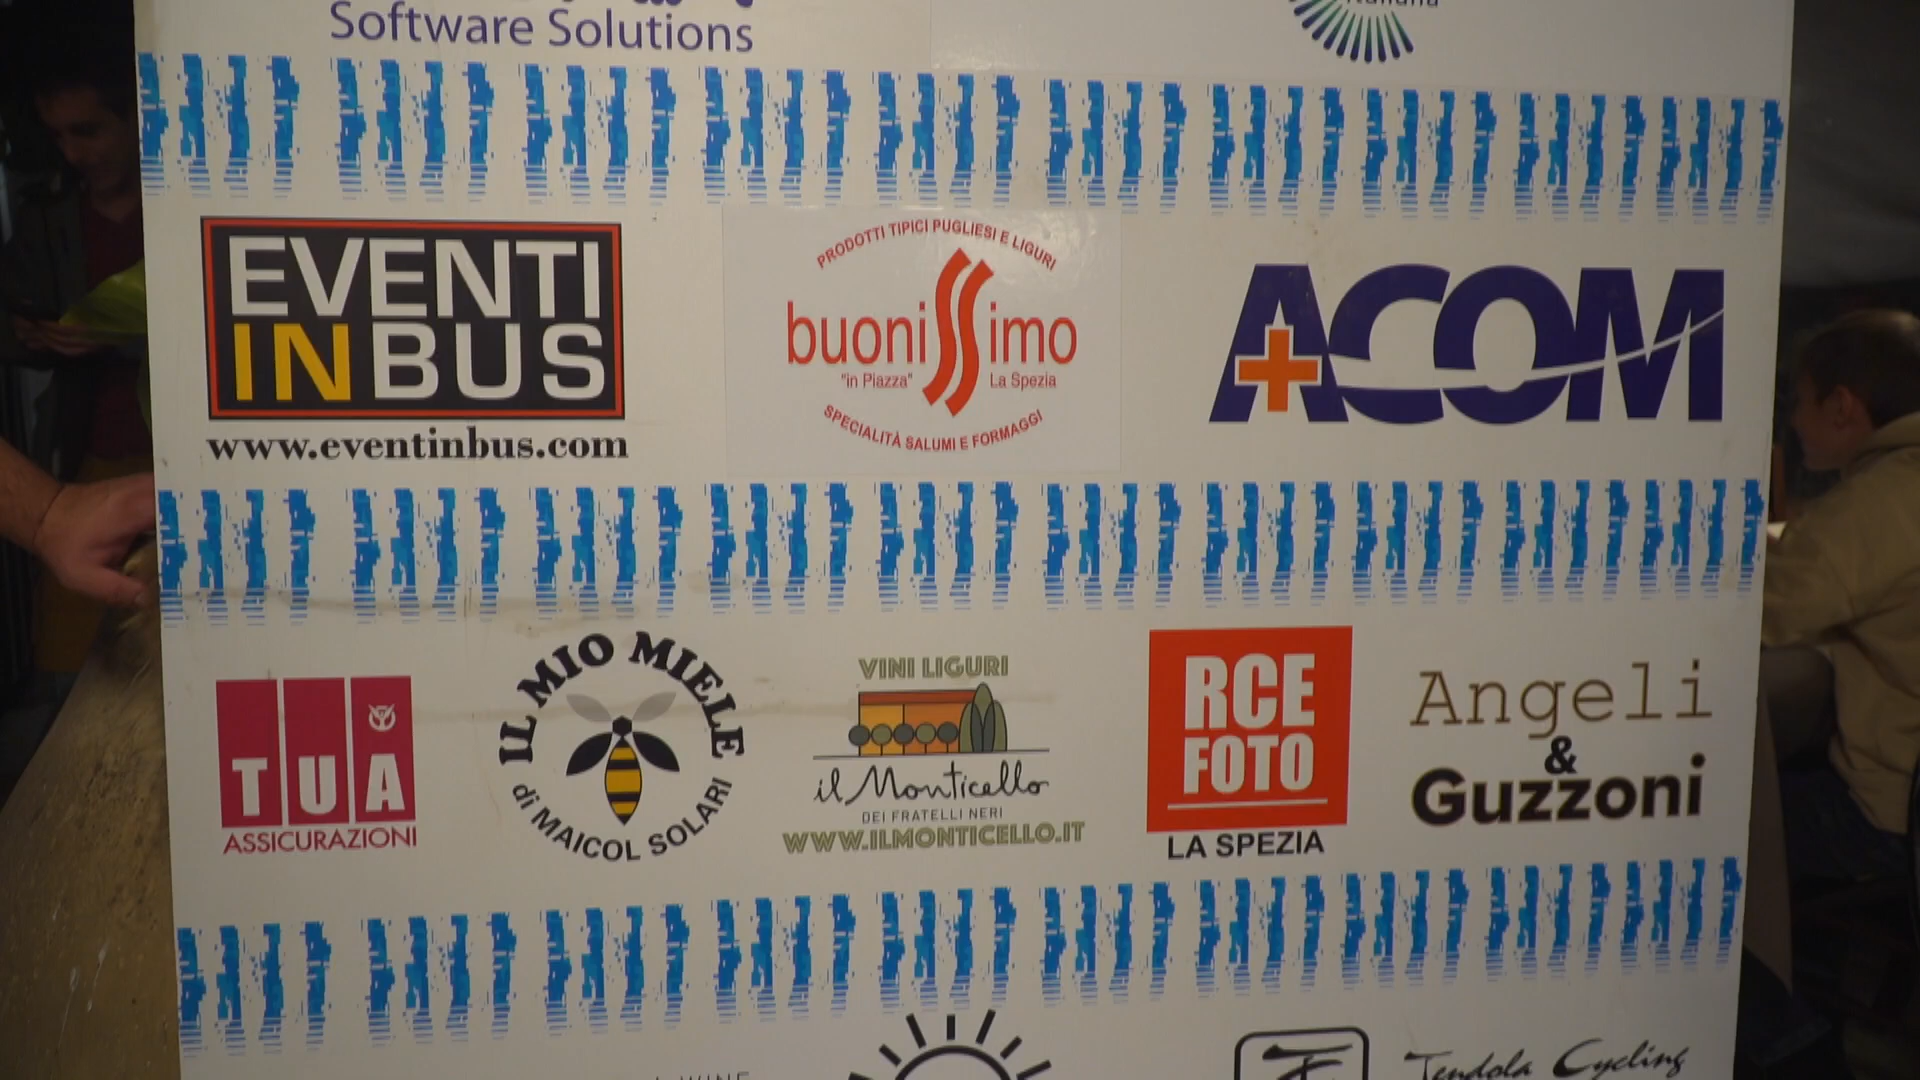 Software Solutions
EVENTI
INBUS
www.eventinbus.com
PRODOTTI TIPICI PUGLIESI E LIGURI
buoniSSimo
"in Piazza" La Spezia
SPECIALITÀ SALUMI E FORMAGGI
ACOM
TUA
ASSICURAZIONI
IL MIO MIELE
di MAICOL SOLARI
VINI LIGURI
il Monticello
DEI FRATELLI NERI
WWW.ILMONTICELLO.IT
RCE
FOTO
LA SPEZIA
Angeli
&
Guzzoni
Tendola Cycling